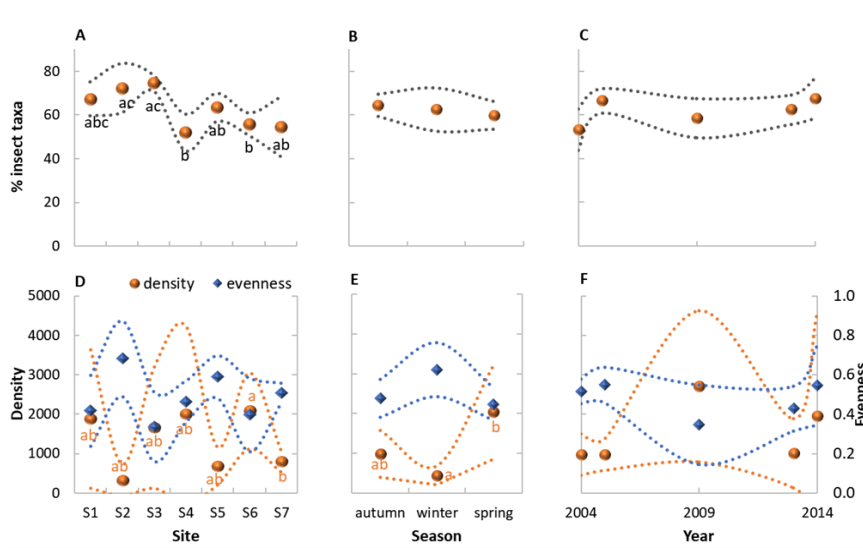 A
B
C
% insect taxa
80
60
40
20
0
abc
ac
ac
b
ab
b
ab
D
density
evenness
E
F
Density
5000
4000
3000
2000
1000
0
ab
ab
ab
ab
ab
a
b
ab
a
b
1.0
0.8
0.6
0.4
0.2
0.0
Evenness
S1 S2 S3 S4 S5 S6 S7
autumn winter spring
2004 2009 2014
Site
Season
Year